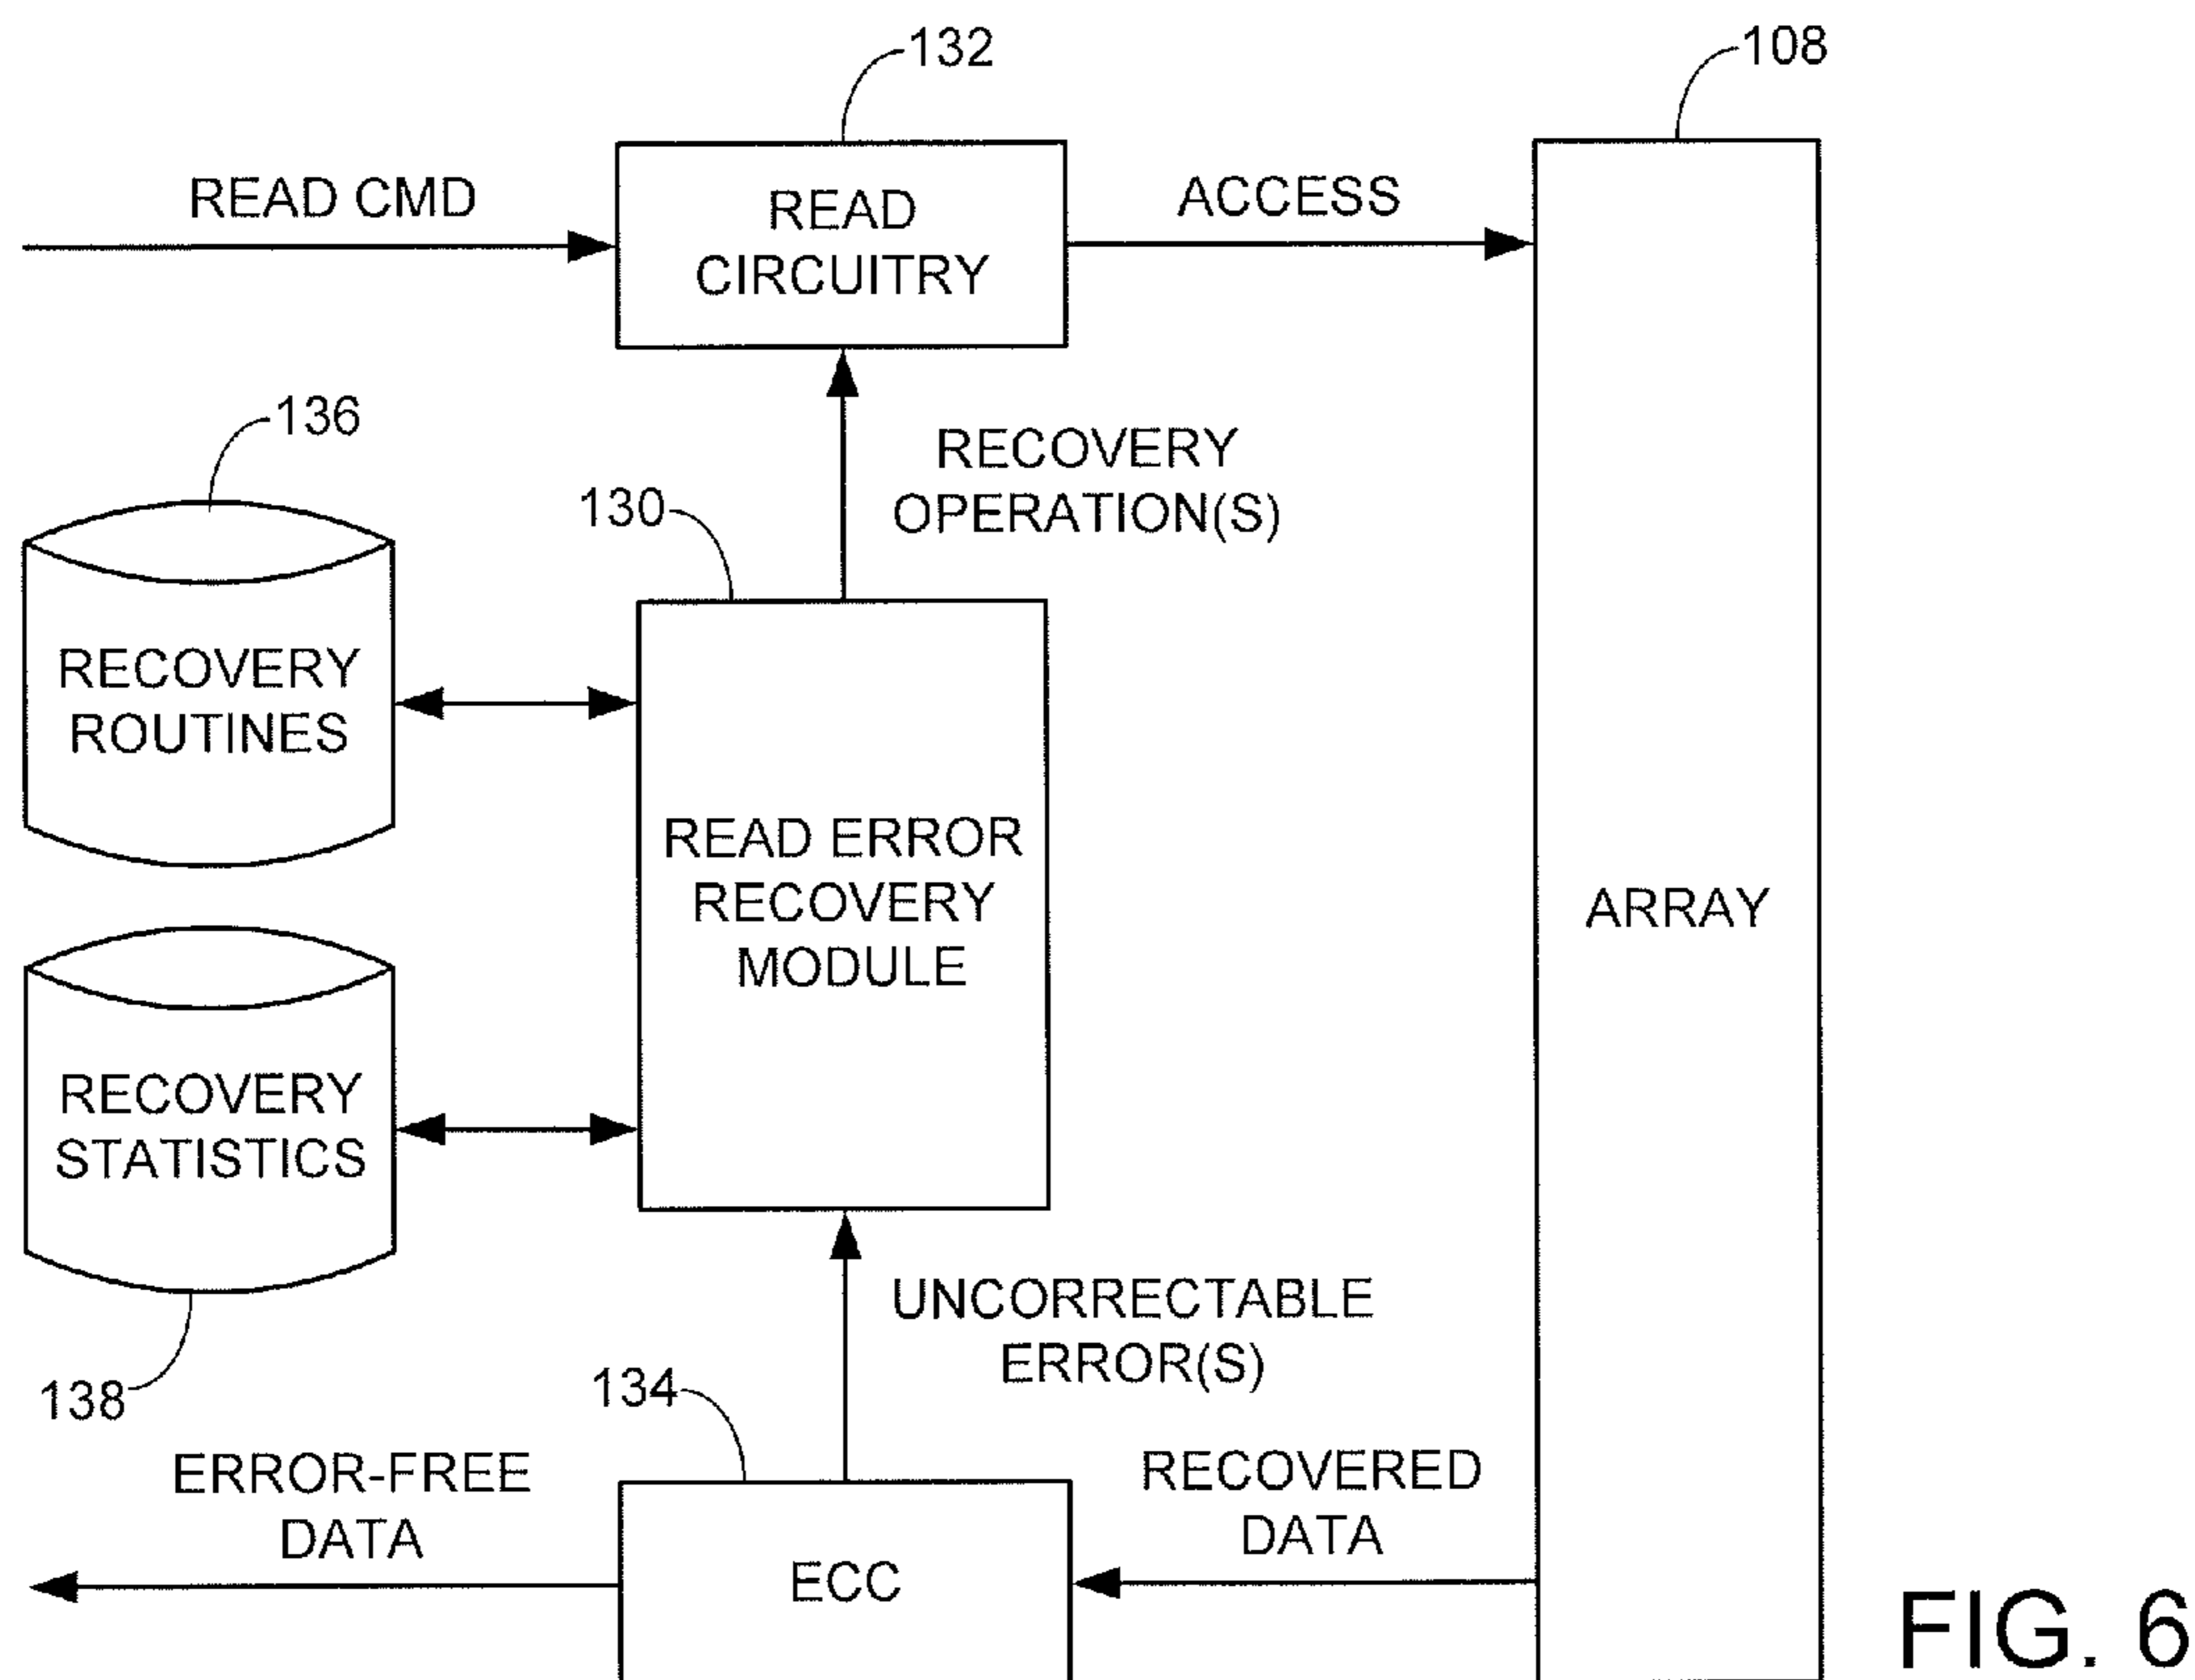 132
108
READ CMD
READ
CIRCUITRY
ACCESS
136
RECOVERY
OPERATION(S)
130
RECOVERY
ROUTINES
READ ERROR
RECOVERY
MODULE
ARRAY
RECOVERY
STATISTICS
UNCORRECTABLE
ERROR(S)
138
134
ERROR-FREE
DATA
RECOVERED
DATA
ECC
FIG. 6